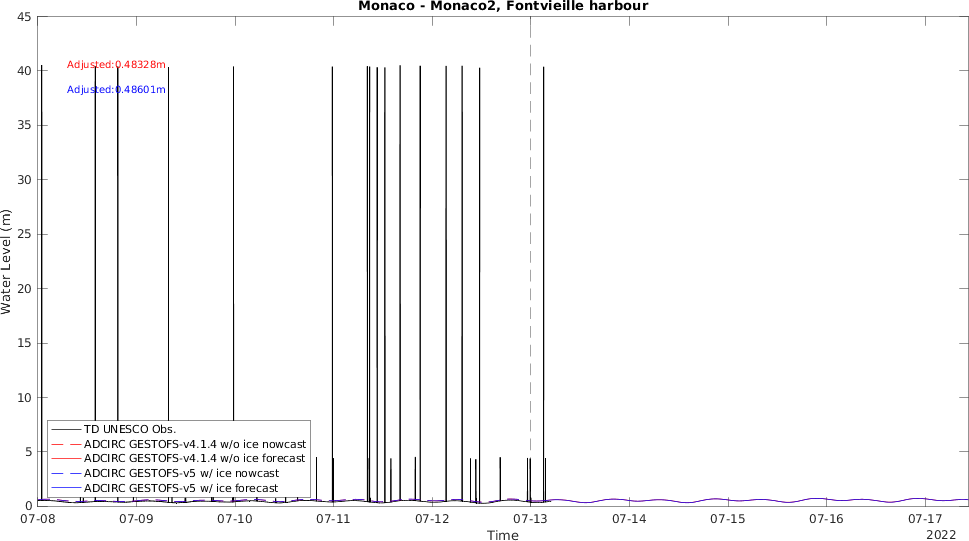 Monaco - Monaco2, Fontvieille harbour
45
40
35
30
25
20
15
10
5
0
Water Level (m)
Adjusted:0.48328m
Adjusted:0.48601m
TD UNESCO Obs.
ADCIRC GESTOFS-v4.1.4 w/o ice nowcast
ADCIRC GESTOFS-v4.1.4 w/o ice forecast
ADCIRC GESTOFS-v5 w/ ice nowcast
ADCIRC GESTOFS-v5 w/ ice forecast
07-08 07-09 07-10 07-11 07-12 07-13 07-14 07-15 07-16 07-17
Time
2022